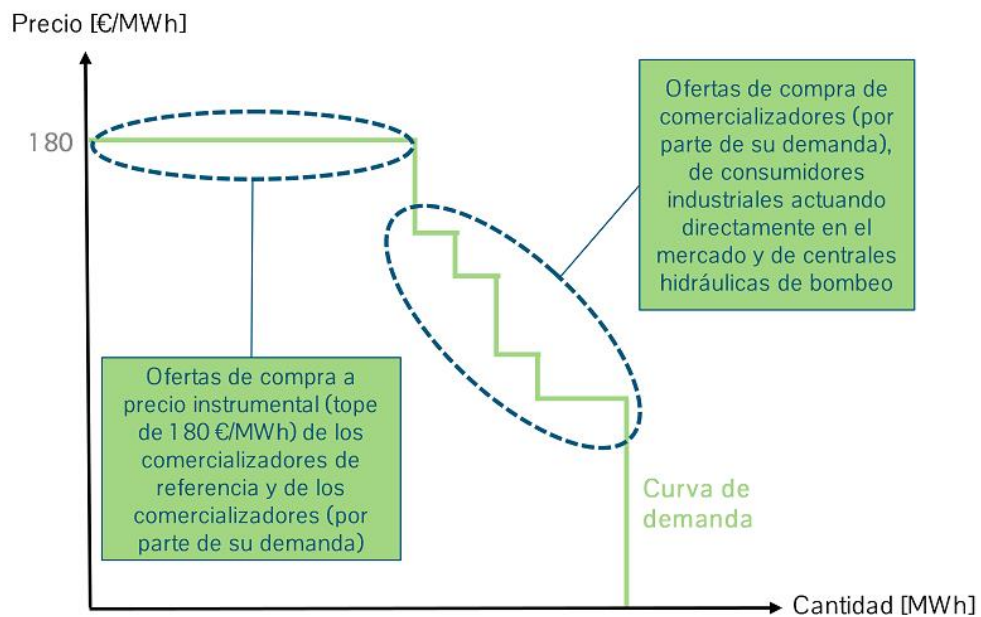 Precio [€/MWh]
180
Ofertas de compra de
comercializadores (por
parte de su demanda),
de consumidores
industriales actuando
directamente en el
mercado y de centrales
hidráulicas de bombeo
Ofertas de compra a
precio instrumental (tope
de 180 €/MWh) de los
comercializadores de
referencia y de los
comercializadores (por
parte de su demanda)
Curva de
demanda
Cantidad [MWh]